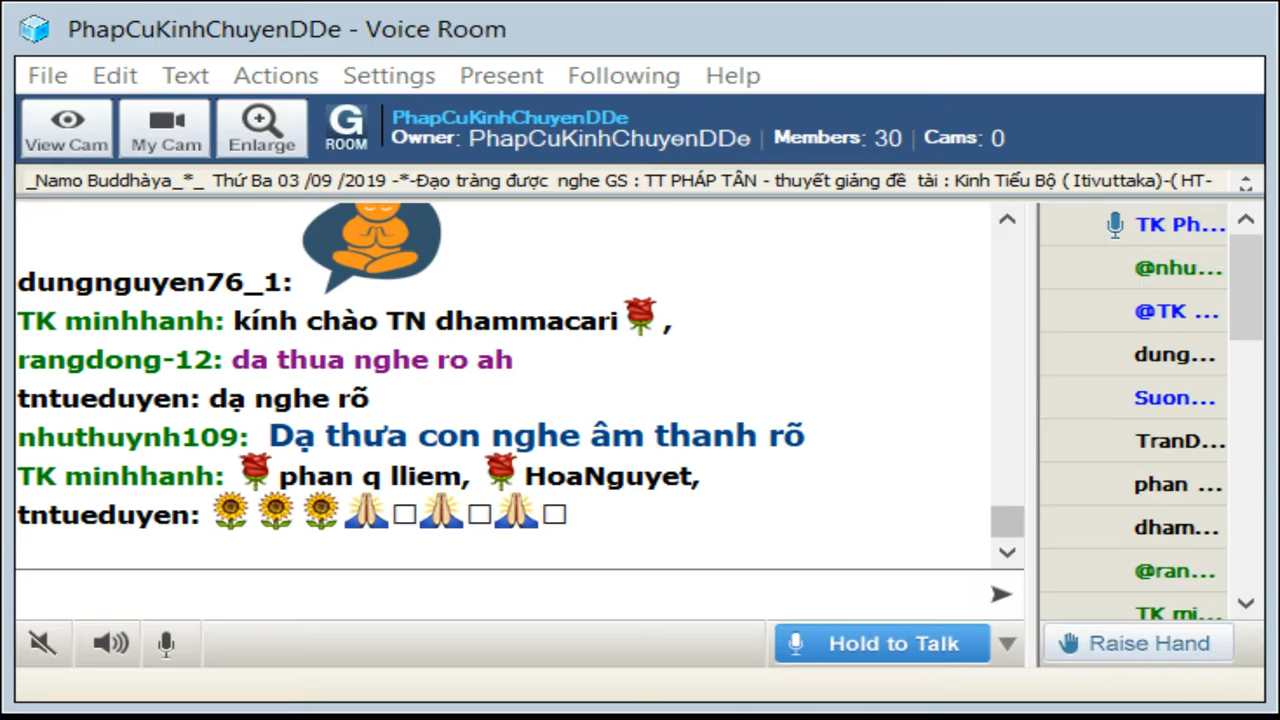 PhapCuKinhChuyenDDe - Voice Room
File Edit Text Actions Settings Present Following Help
View Cam My Cam Enlarge G ROOM
PhapCuKinhChuyenDDe
Owner: PhapCuKinhChuyenDDe | Members: 30 | Cams: 0
_Namo Buddhàya_*_ Thứ Ba 03 /09 /2019 -*-Đạo tràng được nghe GS : TT PHÁP TÂN - thuyết giảng đề tài : Kinh Tiểu Bộ ( Itivuttaka)-( HT-
dungnguyen76_1:
TK minhhanh: kính chào TN dhammacari🌹,
rangdong-12: da thua nghe ro ah
tntueduyen: dạ nghe rõ
nhuthuynh109: Dạ thưa con nghe âm thanh rõ
TK minhhanh: 🌹phan q lliem, 🌹HoaNguyet,
tntueduyen: 🌻🌻🌻🙏□🙏□🙏□
TK Ph...
@nhu...
@TK ...
dung...
Suon...
TranD...
phan ...
dham...
@ran...
TK mi...
Hold to Talk
Raise Hand